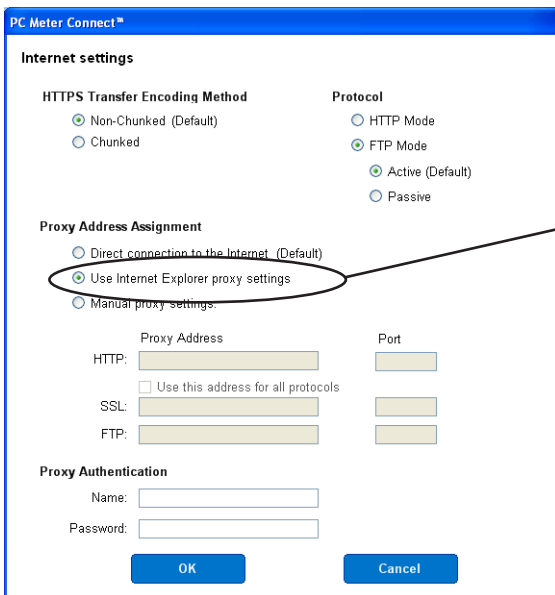 PC Meter Connect℠
Internet settings
HTTPS Transfer Encoding Method
Protocol
Non-Chunked (Default)
HTTP Mode
Chunked
FTP Mode
Active (Default)
Passive
Proxy Address Assignment
Direct connection to the Internet (Default)
Use Internet Explorer proxy settings
Manual proxy settings:
Proxy Address
Port
HTTP:
Use this address for all protocols
SSL:
FTP:
Proxy Authentication
Name:
Password:
OK
Cancel